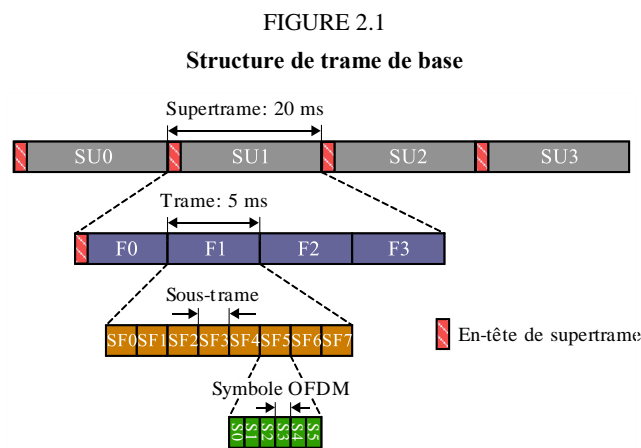 FIGURE 2.1
Structure de trame de base
Supertrame: 20 ms
SU0 SU1 SU2 SU3
Trame: 5 ms
F0 F1 F2 F3
Sous-trame
SF0 SF1 SF2 SF3 SF4 SF5 SF6 SF7
En-tête de supertrame
Symbole OFDM
S0 S1 S2 S3 S4 S5